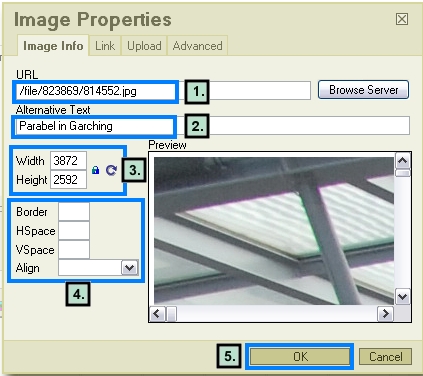 Image Properties
Image Info Link Upload Advanced
URL
/file/823869/814552.jpg 1. Browse Server
Alternative Text
Parabel in Garching 2.
Width 3872
Height 2592
3.
Preview
Border
HSpace
VSpace
Align
4.
5. OK Cancel